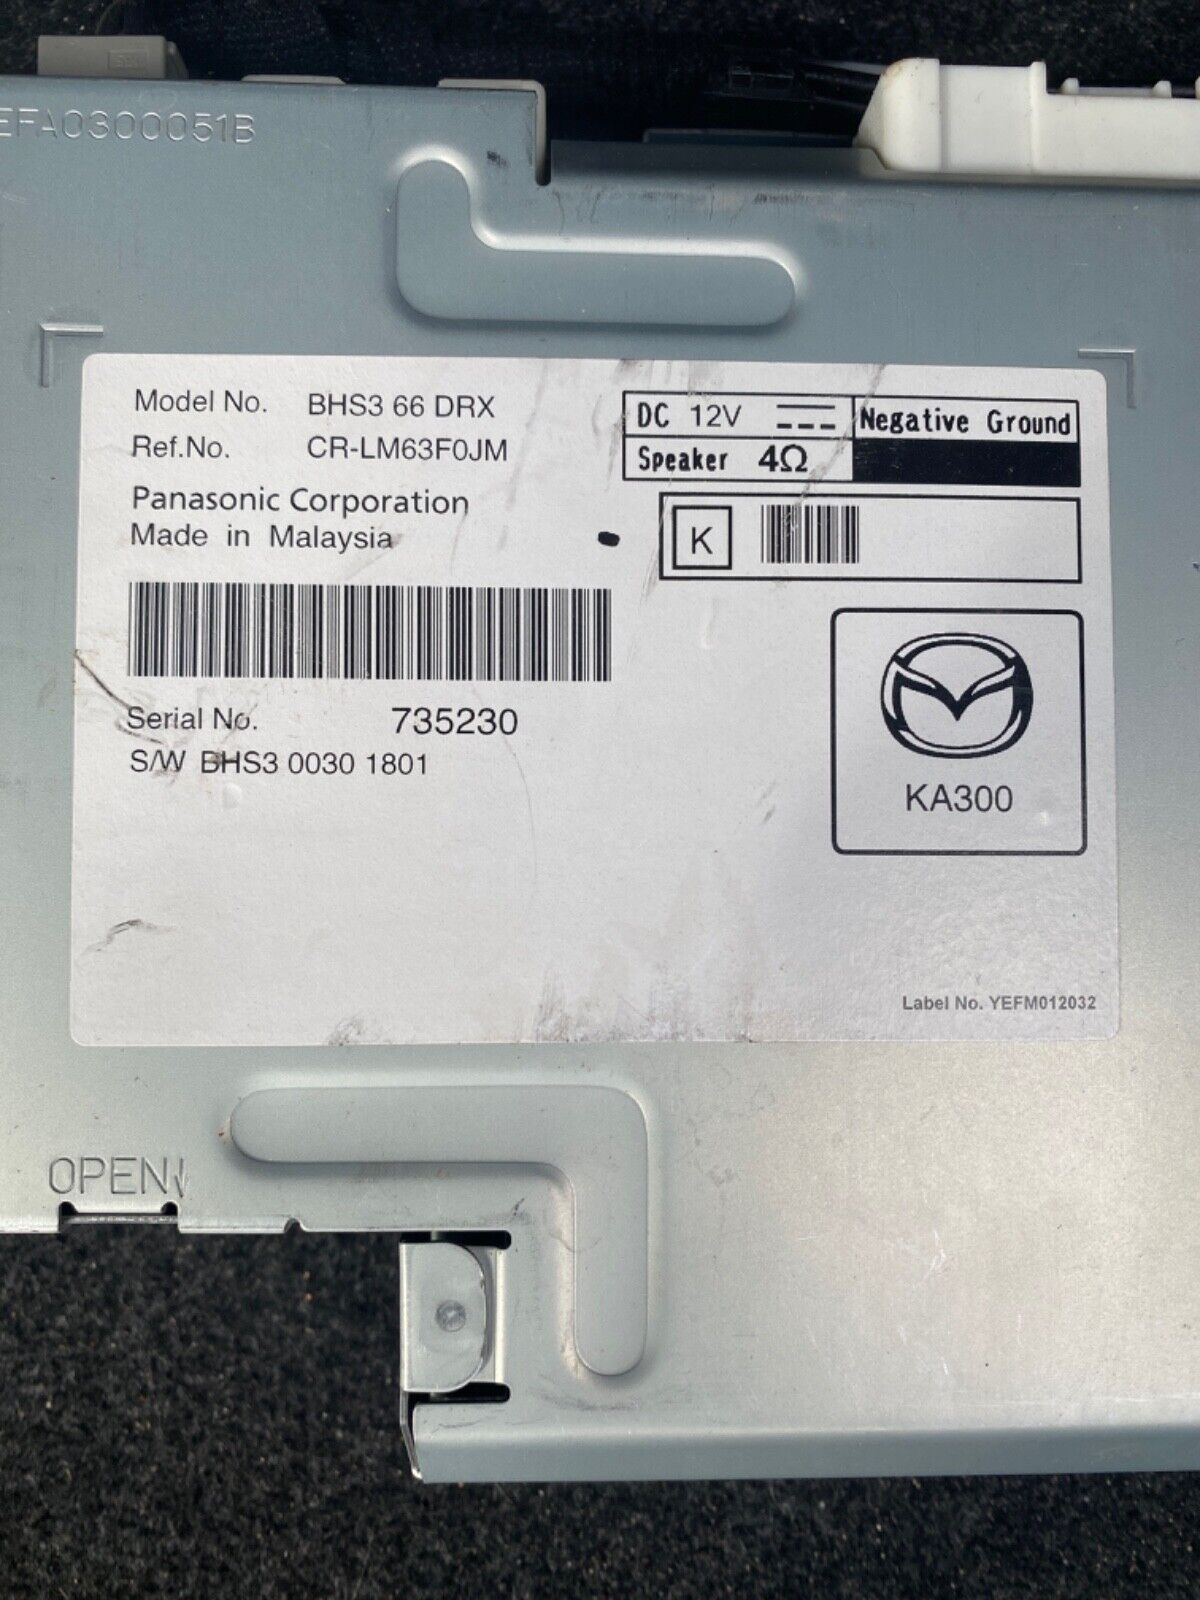 EFA0300051B
Model No. BHS3 66 DRX
Ref.No. CR-LM63F0JM
Panasonic Corporation
Made in Malaysia
DC 12V
Negative Ground
Speaker 4Ω
K
Serial No. 735230
S/W BHS3 0030 1801
KA300
Label No. YEFM012032
OPEN